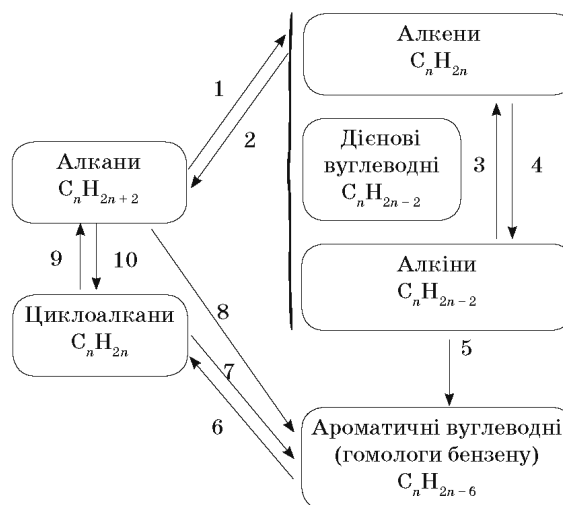 Алкени
CₙH₂ₙ
1
2
Дієнові
вуглеводні
CₙH₂ₙ₋₂
3
4
Алкани
CₙH₂ₙ₊₂
9
10
Алкіни
CₙH₂ₙ₋₂
Циклоалкани
CₙH₂ₙ
8
5
7
6
Ароматичні вуглеводні
(гомологи бензену)
CₙH₂ₙ₋₆